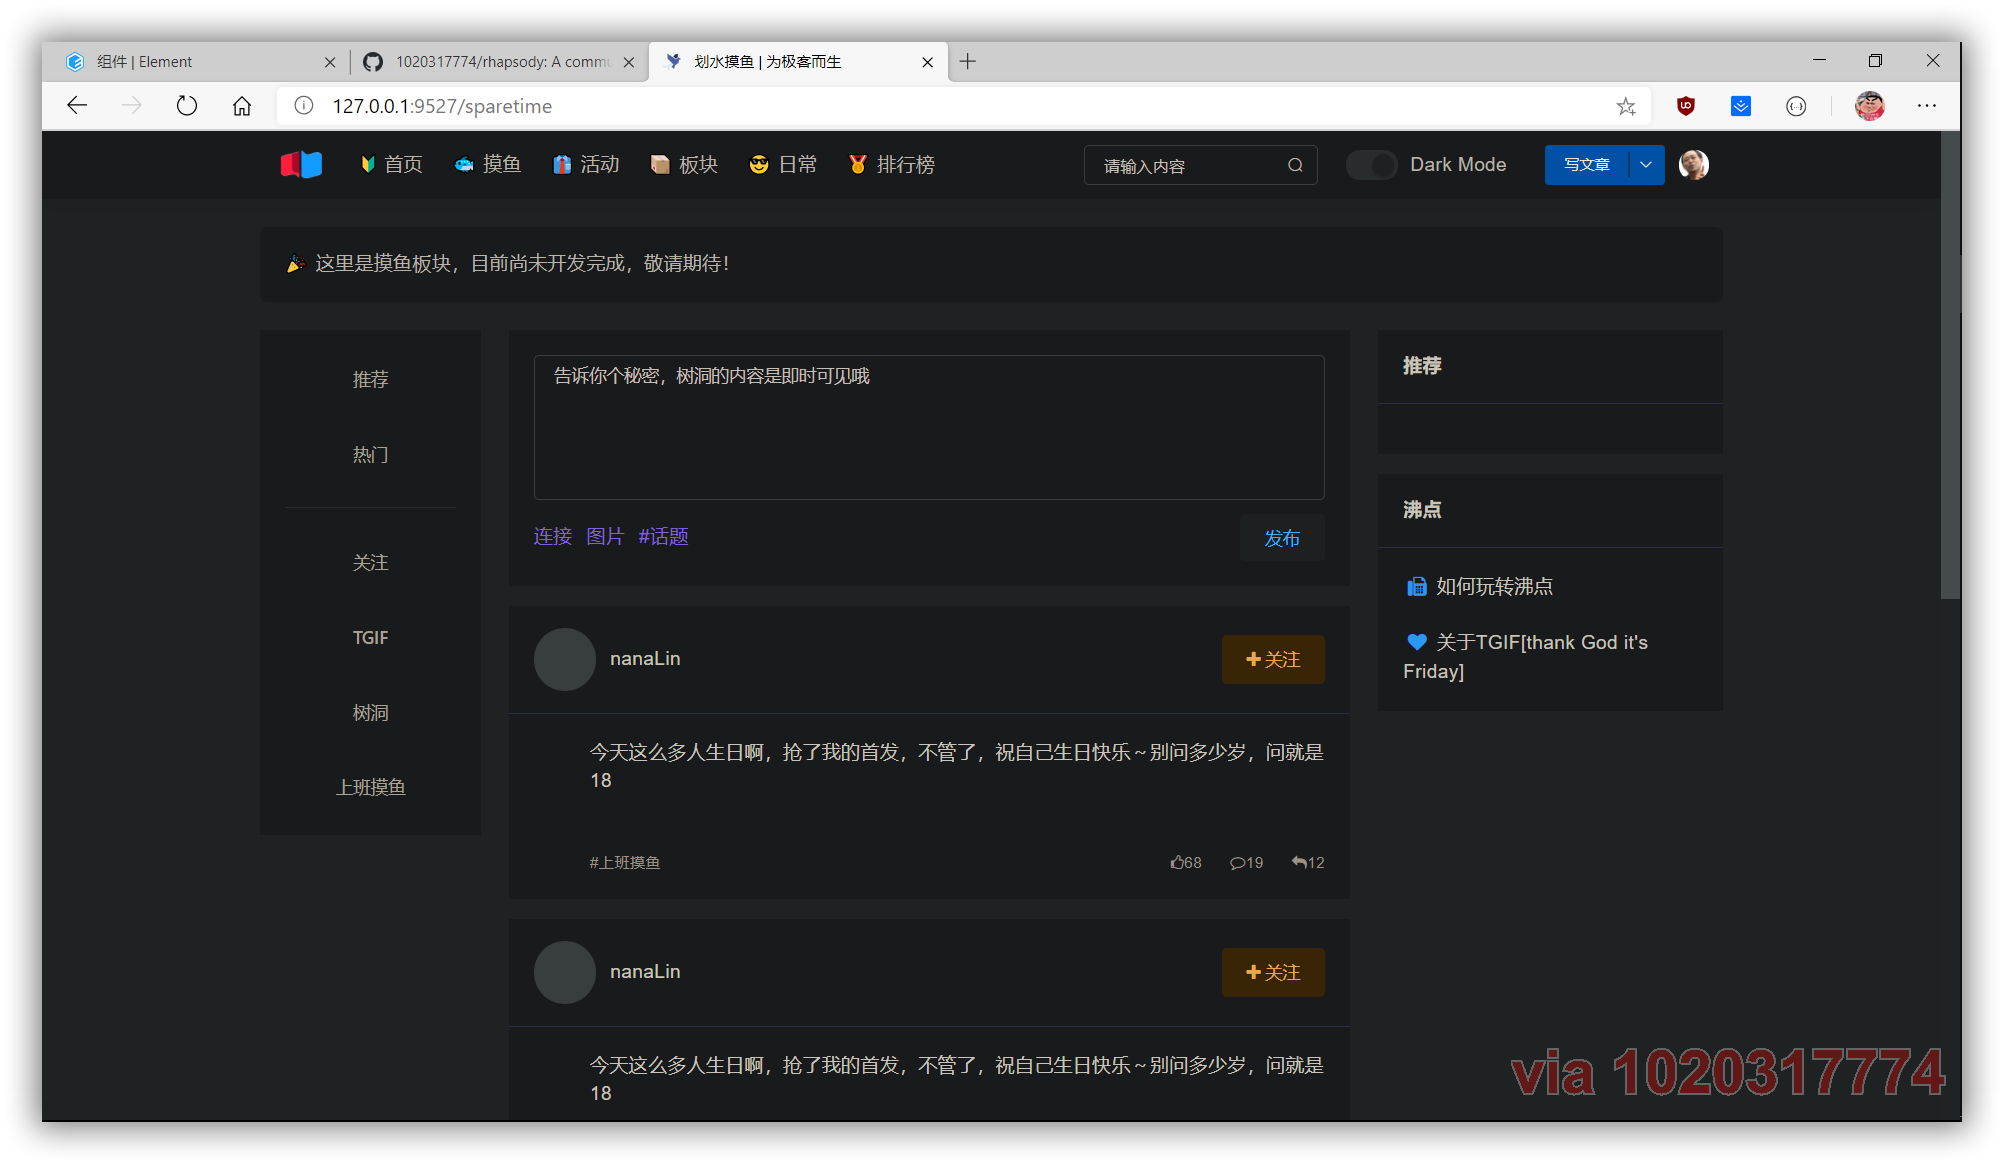 组件 | Element
1020317774/rhapsody: A comm
划水摸鱼 | 为极客而生
127.0.0.1:9527/sparetime
首页
摸鱼
活动
板块
日常
排行榜
请输入内容
Dark Mode
写文章
这里是摸鱼板块，目前尚未开发完成，敬请期待！
推荐
热门
关注
TGIF
树洞
上班摸鱼
告诉你个秘密，树洞的内容是即时可见哦
连接 图片 #话题
发布
nanaLin
关注
今天这么多人生日啊，抢了我的首发，不管了，祝自己生日快乐～别问多少岁，问就是
18
#上班摸鱼
68 19 12
nanaLin
关注
今天这么多人生日啊，抢了我的首发，不管了，祝自己生日快乐～别问多少岁，问就是
18
推荐
沸点
如何玩转沸点
关于TGIF[thank God it's
Friday]
via 1020317774